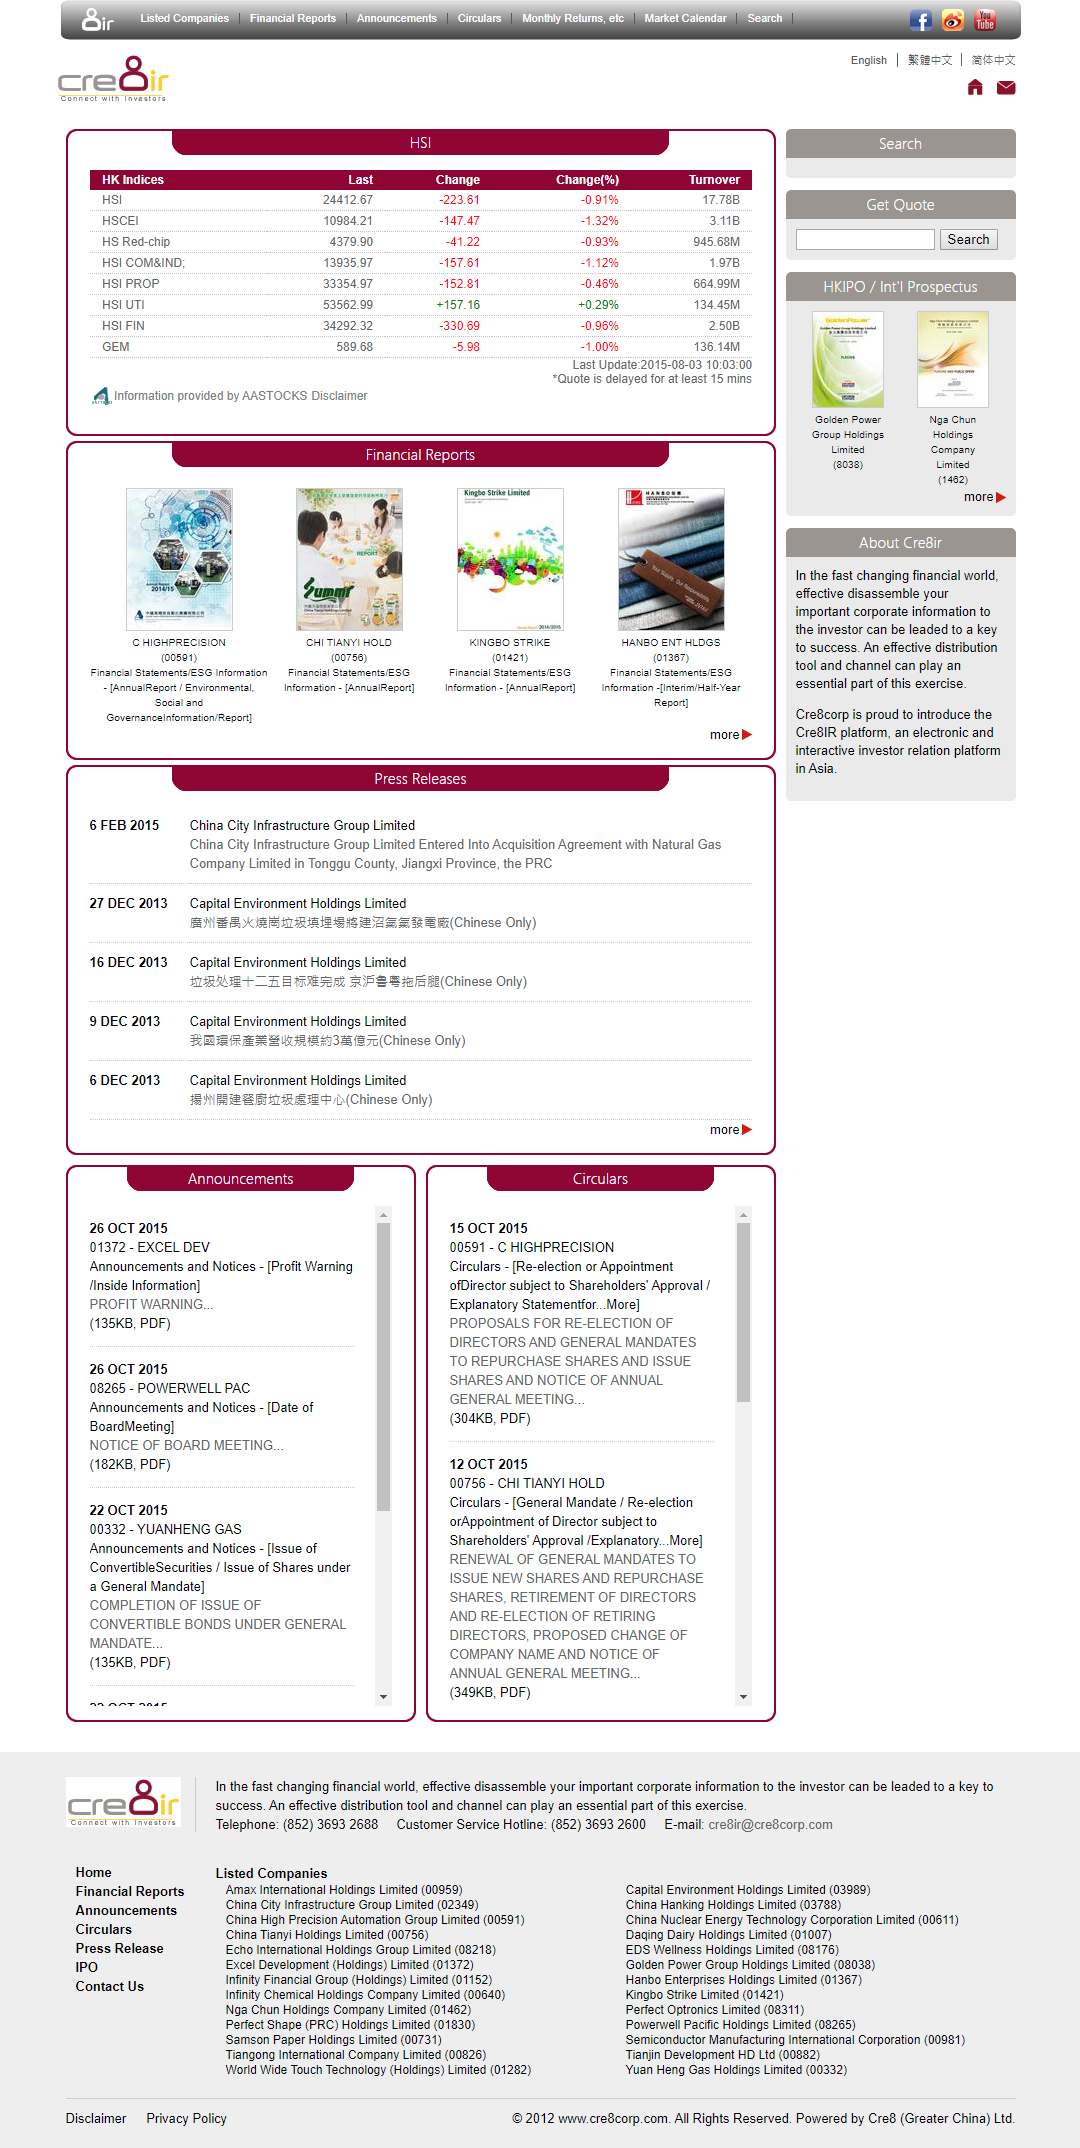 8ir
Listed Companies
Financial Reports
Announcements
Circulars
Monthly Returns, etc
Market Calendar
Search
English
繁體中文
简体中文
cre8ir
Connect with Investors
HSI
HK Indices Last Change Change(%) Turnover
HSI 24412.67 -223.61 -0.91% 17.78B
HSCEI 10984.21 -147.47 -1.32% 3.11B
HS Red-chip 4379.90 -41.22 -0.93% 945.68M
HSI COM&IND; 13935.97 -157.61 -1.12% 1.97B
HSI PROP 33354.97 -152.81 -0.46% 664.99M
HSI UTI 53562.99 +157.16 +0.29% 134.45M
HSI FIN 34292.32 -330.69 -0.96% 2.50B
GEM 589.68 -5.98 -1.00% 136.14M
Last Update:2015-08-03 10:03:00
*Quote is delayed for at least 15 mins
Information provided by AASTOCKS Disclaimer
Search
Get Quote
Search
HKIPO / Int'l Prospectus
Golden Power
Group Holdings
Limited
(8038)
Nga Chun
Holdings
Company
Limited
(1462)
more
About Cre8ir
In the fast changing financial world,
effective disassemble your
important corporate information to
the investor can be leaded to a key
to success. An effective distribution
tool and channel can play an
essential part of this exercise.
Cre8corp is proud to introduce the
Cre8IR platform, an electronic and
interactive investor relation platform
in Asia.
Financial Reports
Kingbo Strike Limited
HANBO
C HIGHPRECISION
(00591)
Financial Statements/ESG Information
- [AnnualReport / Environmental,
Social and
GovernanceInformation/Report]
CHI TIANYI HOLD
(00756)
Financial Statements/ESG
Information - [AnnualReport]
KINGBO STRIKE
(01421)
Financial Statements/ESG
Information - [AnnualReport]
HANBO ENT HLDGS
(01367)
Financial Statements/ESG
Information -[Interim/Half-Year
Report]
more
Press Releases
6 FEB 2015
China City Infrastructure Group Limited
China City Infrastructure Group Limited Entered Into Acquisition Agreement with Natural Gas
Company Limited in Tonggu County, Jiangxi Province, the PRC
27 DEC 2013
Capital Environment Holdings Limited
廣州番禺火燒崗垃圾填埋場將建沼氣氣發電廠(Chinese Only)
16 DEC 2013
Capital Environment Holdings Limited
垃圾处理十二五目标难完成 京沪鲁粤拖后腿(Chinese Only)
9 DEC 2013
Capital Environment Holdings Limited
我國環保產業營收規模約3萬億元(Chinese Only)
6 DEC 2013
Capital Environment Holdings Limited
揚州開建餐廚垃圾處理中心(Chinese Only)
more
Announcements
26 OCT 2015
01372 - EXCEL DEV
Announcements and Notices - [Profit Warning
/Inside Information]
PROFIT WARNING...
(135KB, PDF)
26 OCT 2015
08265 - POWERWELL PAC
Announcements and Notices - [Date of
BoardMeeting]
NOTICE OF BOARD MEETING...
(182KB, PDF)
22 OCT 2015
00332 - YUANHENG GAS
Announcements and Notices - [Issue of
ConvertibleSecurities / Issue of Shares under
a General Mandate]
COMPLETION OF ISSUE OF
CONVERTIBLE BONDS UNDER GENERAL
MANDATE...
(135KB, PDF)
22 OCT 2015
Circulars
15 OCT 2015
00591 - C HIGHPRECISION
Circulars - [Re-election or Appointment
ofDirector subject to Shareholders' Approval /
Explanatory Statementfor...More]
PROPOSALS FOR RE-ELECTION OF
DIRECTORS AND GENERAL MANDATES
TO REPURCHASE SHARES AND ISSUE
SHARES AND NOTICE OF ANNUAL
GENERAL MEETING...
(304KB, PDF)
12 OCT 2015
00756 - CHI TIANYI HOLD
Circulars - [General Mandate / Re-election
orAppointment of Director subject to
Shareholders' Approval /Explanatory...More]
RENEWAL OF GENERAL MANDATES TO
ISSUE NEW SHARES AND REPURCHASE
SHARES, RETIREMENT OF DIRECTORS
AND RE-ELECTION OF RETIRING
DIRECTORS, PROPOSED CHANGE OF
COMPANY NAME AND NOTICE OF
ANNUAL GENERAL MEETING...
(349KB, PDF)
cre8ir
Connect with Investors
In the fast changing financial world, effective disassemble your important corporate information to the investor can be leaded to a key to
success. An effective distribution tool and channel can play an essential part of this exercise.
Telephone: (852) 3693 2688 Customer Service Hotline: (852) 3693 2600 E-mail: cre8ir@cre8corp.com
Home
Financial Reports
Announcements
Circulars
Press Release
IPO
Contact Us
Listed Companies
Amax International Holdings Limited (00959)
China City Infrastructure Group Limited (02349)
China High Precision Automation Group Limited (00591)
China Tianyi Holdings Limited (00756)
Echo International Holdings Group Limited (08218)
Excel Development (Holdings) Limited (01372)
Infinity Financial Group (Holdings) Limited (01152)
Infinity Chemical Holdings Company Limited (00640)
Nga Chun Holdings Company Limited (01462)
Perfect Shape (PRC) Holdings Limited (01830)
Samson Paper Holdings Limited (00731)
Tiangong International Company Limited (00826)
World Wide Touch Technology (Holdings) Limited (01282)
Capital Environment Holdings Limited (03989)
China Hanking Holdings Limited (03788)
China Nuclear Energy Technology Corporation Limited (00611)
Daqing Dairy Holdings Limited (01007)
EDS Wellness Holdings Limited (08176)
Golden Power Group Holdings Limited (08038)
Hanbo Enterprises Holdings Limited (01367)
Kingbo Strike Limited (01421)
Perfect Optronics Limited (08311)
Powerwell Pacific Holdings Limited (08265)
Semiconductor Manufacturing International Corporation (00981)
Tianjin Development HD Ltd (00882)
Yuan Heng Gas Holdings Limited (00332)
Disclaimer
Privacy Policy
© 2012 www.cre8corp.com. All Rights Reserved. Powered by Cre8 (Greater China) Ltd.